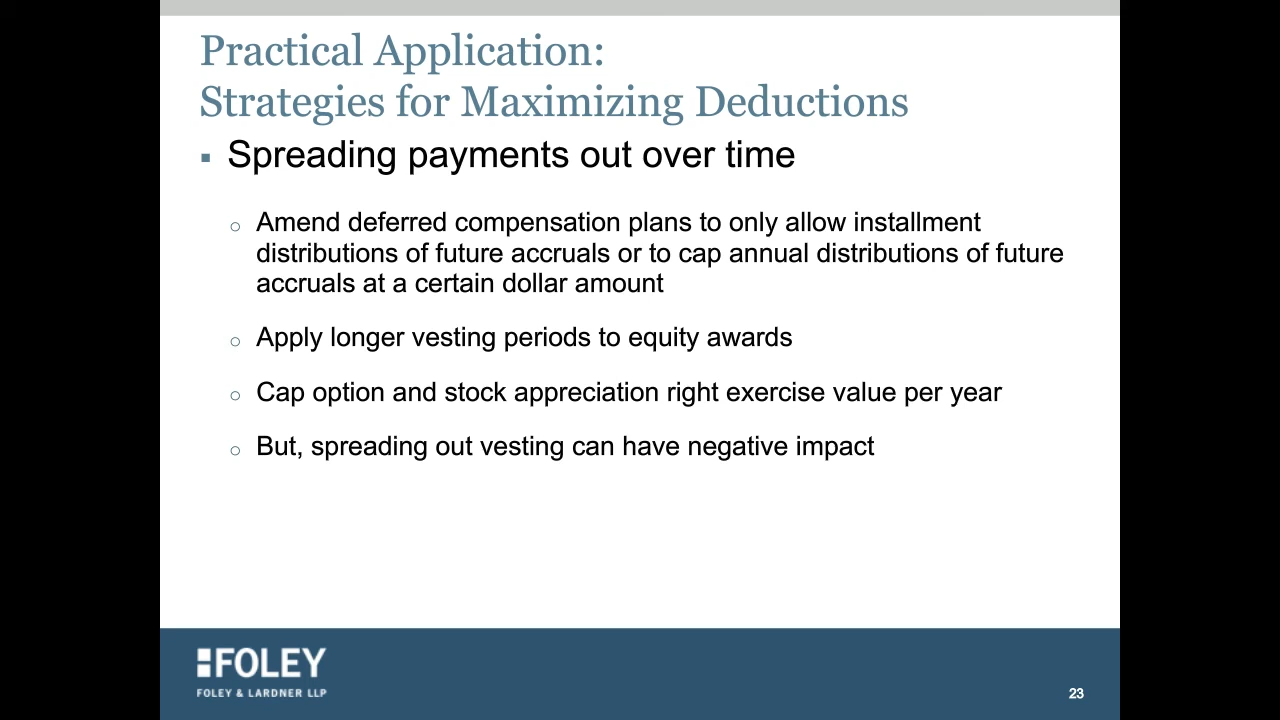 Practical Application:
Strategies for Maximizing Deductions
▪ Spreading payments out over time
○ Amend deferred compensation plans to only allow installment
distributions of future accruals or to cap annual distributions of future
accruals at a certain dollar amount
○ Apply longer vesting periods to equity awards
○ Cap option and stock appreciation right exercise value per year
○ But, spreading out vesting can have negative impact
FOLEY
FOLEY & LARDNER LLP
23